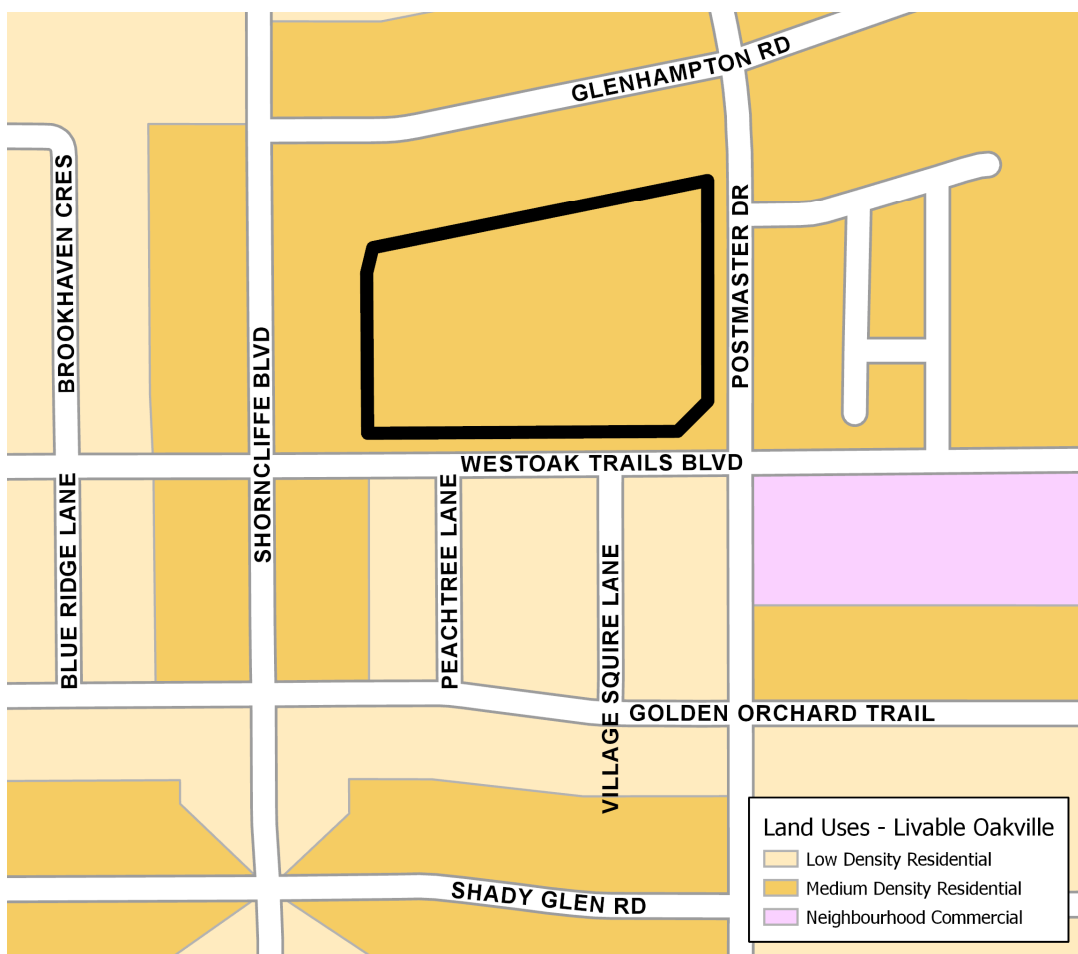 GLENHAMPTON RD
BROOKHAVEN CRES
POSTMASTER DR
SHORNCLIFFE BLVD
WESTOAK TRAILS BLVD
BLUE RIDGE LANE
PEACHTREE LANE
VILLAGE SQUIRE LANE
GOLDEN ORCHARD TRAIL
SHADY GLEN RD
Land Uses - Livable Oakville
Low Density Residential
Medium Density Residential
Neighbourhood Commercial